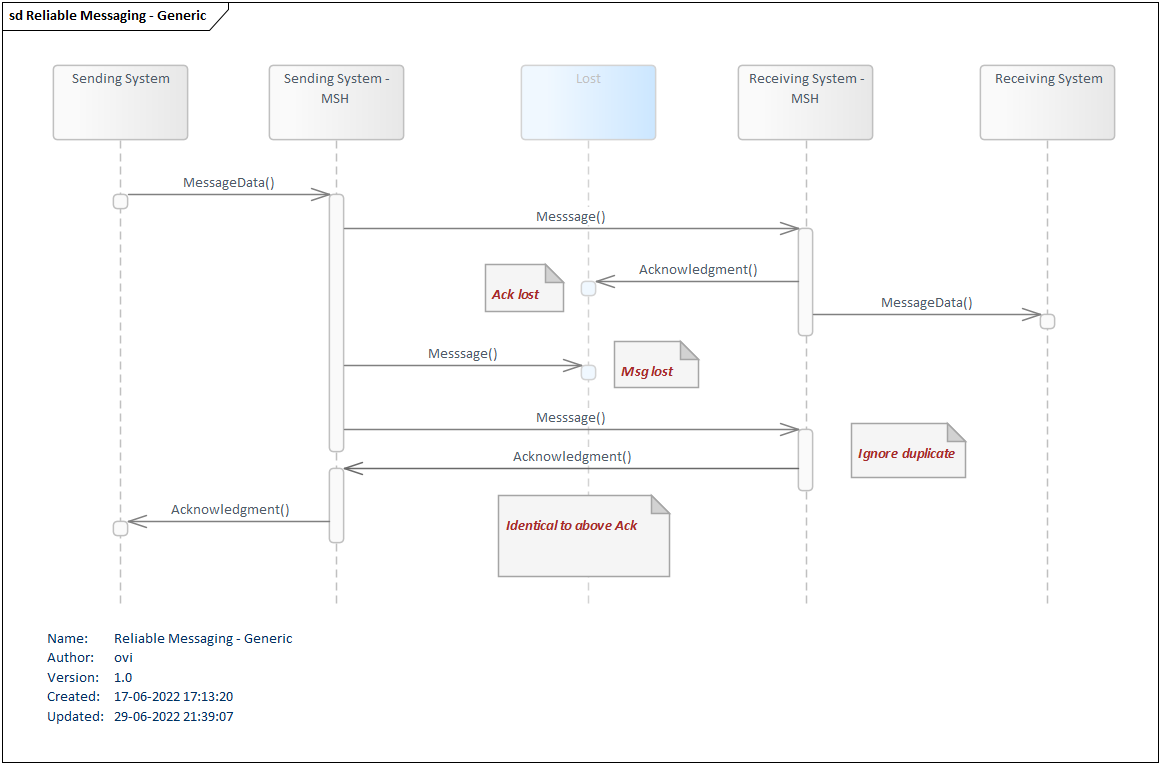 sd Reliable Messaging - Generic
Sending System
Sending System -
MSH
Lost
Receiving System -
MSH
Receiving System
MessageData()
Messsage()
Acknowledgment()
Ack lost
MessageData()
Messsage()
Msg lost
Messsage()
Ignore duplicate
Acknowledgment()
Acknowledgment()
Identical to above Ack
Name: Reliable Messaging - Generic
Author: ovi
Version: 1.0
Created: 17-06-2022 17:13:20
Updated: 29-06-2022 21:39:07